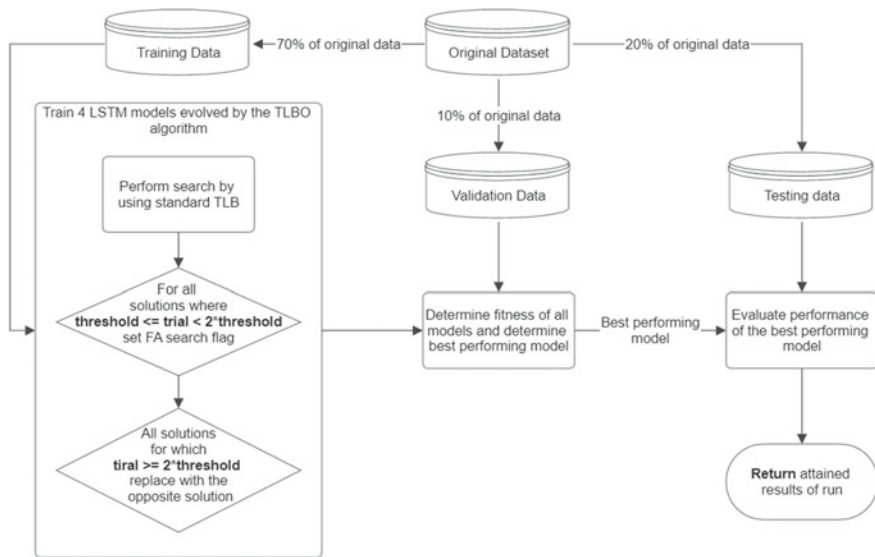 Training Data
70% of original data
Original Dataset
20% of original data
Train 4 LSTM models evolved by the TLBO
algorithm
10% of original data
Perform search by
using standard TLB
Validation Data
Testing data
For all
solutions where
threshold <= trial < 2*threshold
set FA search flag
Determine fitness of all
models and determine
best performing model
Best performing
model
Evaluate performance
of the best performing
model
All solutions
for which
tiral >= 2*threshold
replace with the
opposite solution
Return attained
results of run